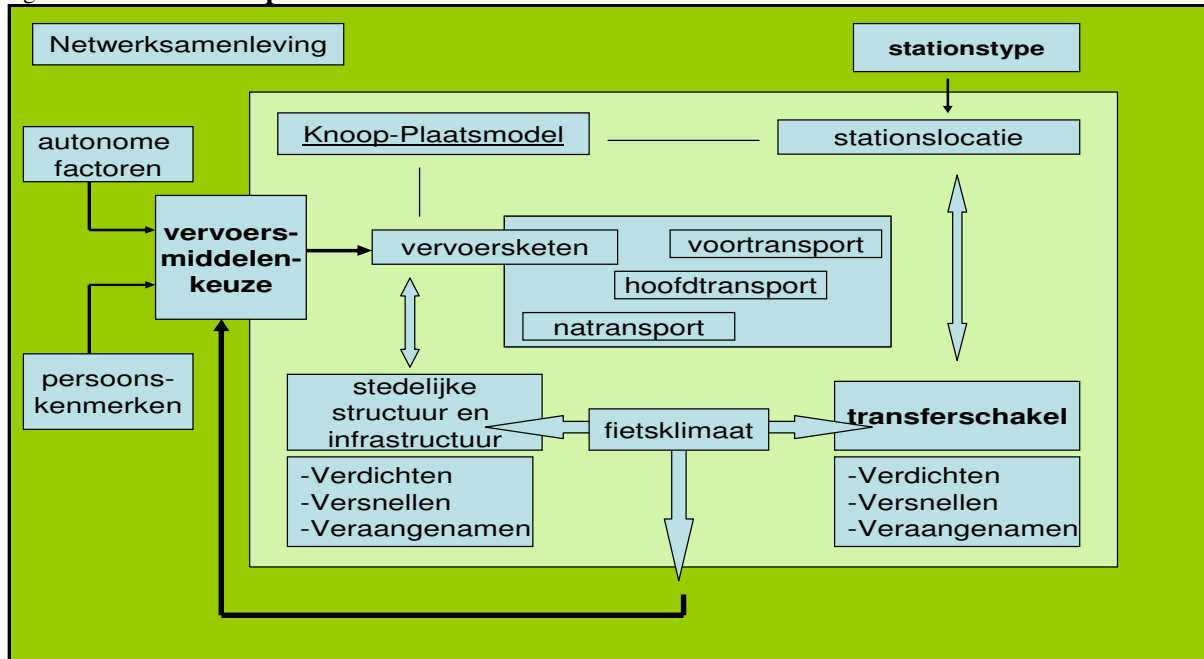 Netwerksamenleving
stationstype
Knoop-Plaatsmodel
stationslocatie
autonome
factoren
vervoers-
middelen-
keuze
vervoersketen
voortransport
hoofdtransport
natransport
persoons-
kenmerken
stedelijke
structuur en
infrastructuur
fietsklimaat
transferschakel
-Verdichten
-Versnellen
-Veraangenamen
-Verdichten
-Versnellen
-Veraangenamen